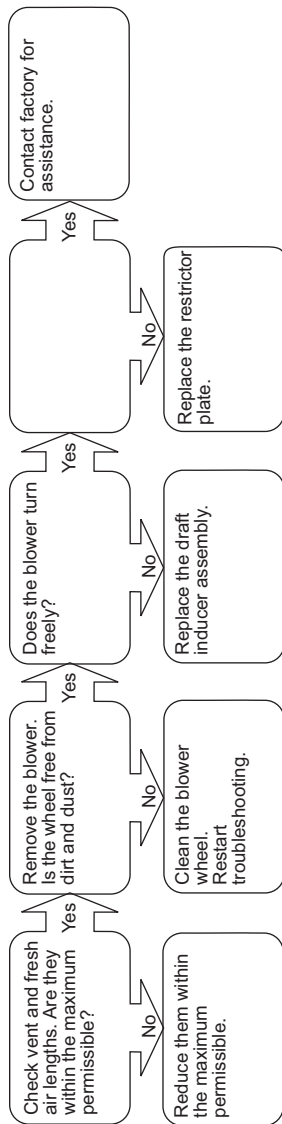 Check vent and fresh
air lengths. Are they
within the maximum
permissible?
Yes
No
Reduce them within
the maximum
permissible.
Remove the blower.
Is the wheel free from
dirt and dust?
Yes
No
Clean the blower
wheel.
Restart
troubleshooting.
Does the blower turn
freely?
Yes
No
Replace the draft
inducer assembly.
Yes
No
Replace the restrictor
plate.
Contact factory for
assistance.